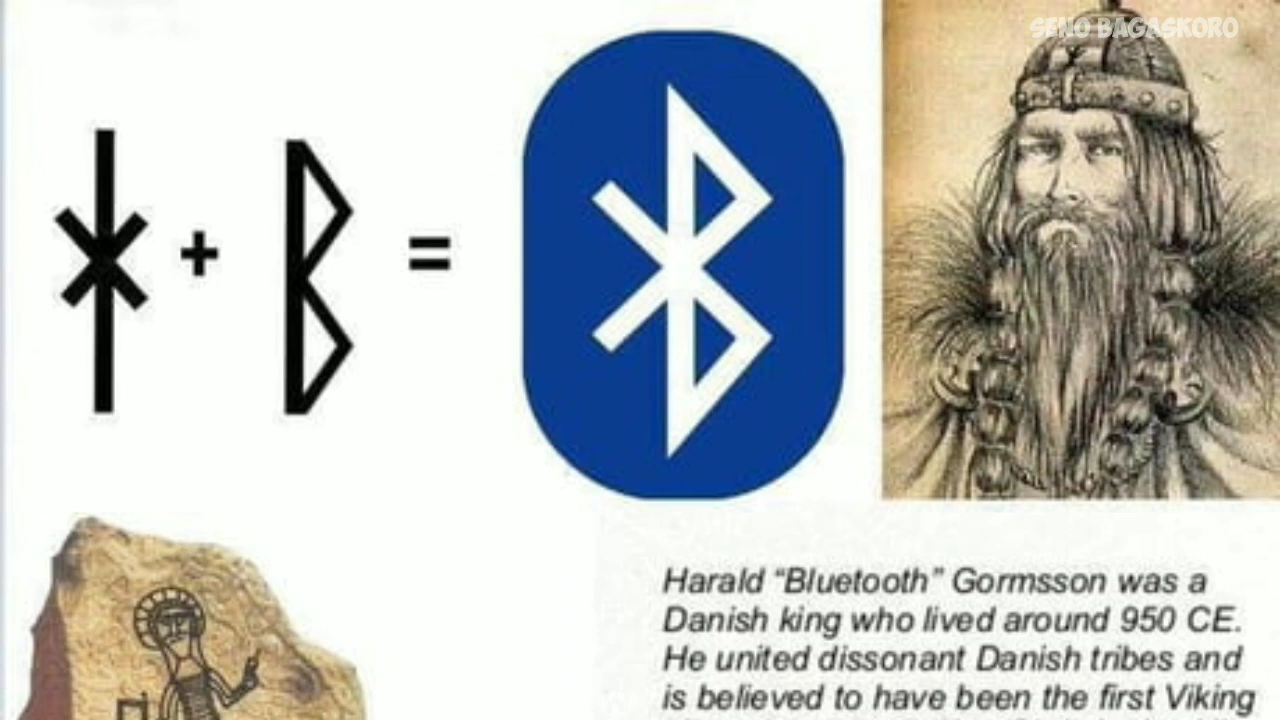 SENO BAGASKORO
ᚼ + ᛒ =
Harald “Bluetooth” Gormsson was a
Danish king who lived around 950 CE.
He united dissonant Danish tribes and
is believed to have been the first Viking